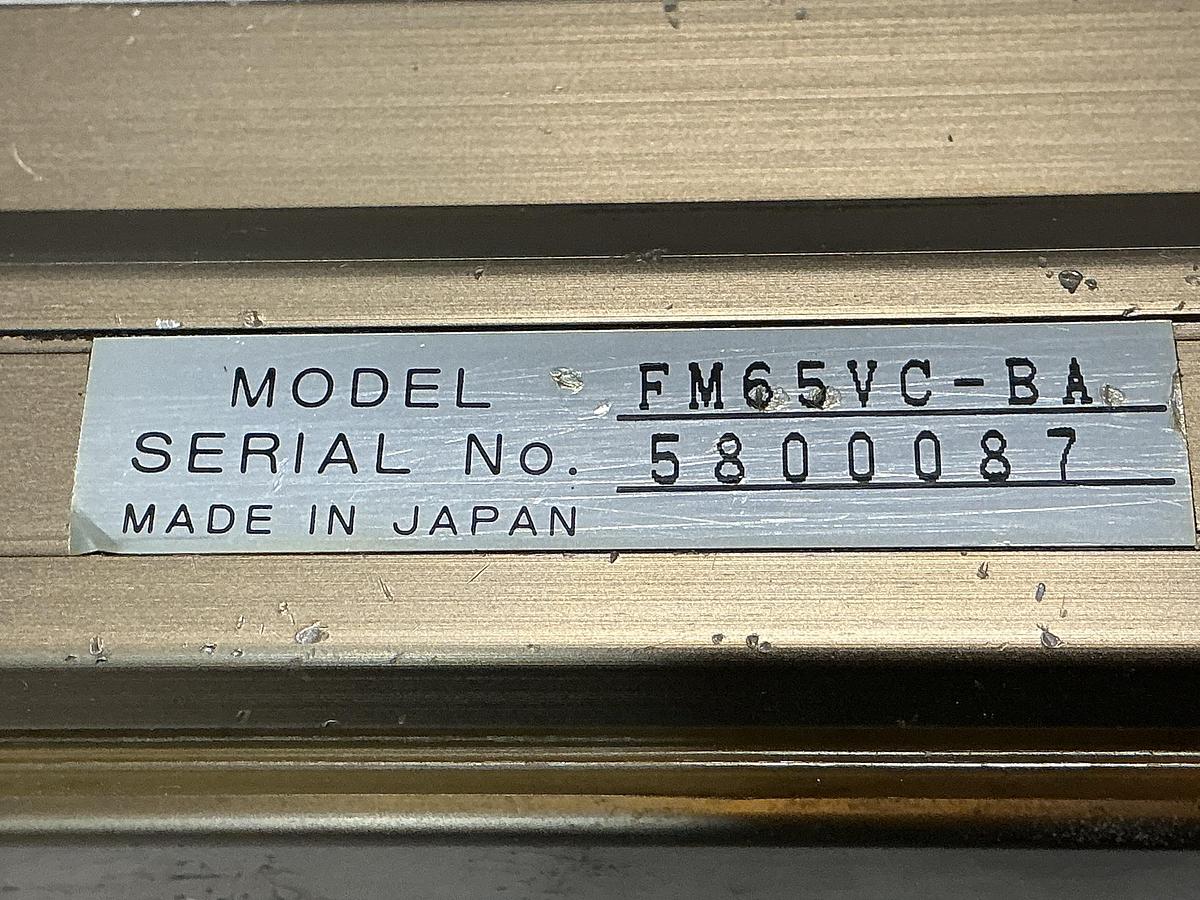 MODEL FM65VC-BA
SERIAL No. 5800087
MADE IN JAPAN